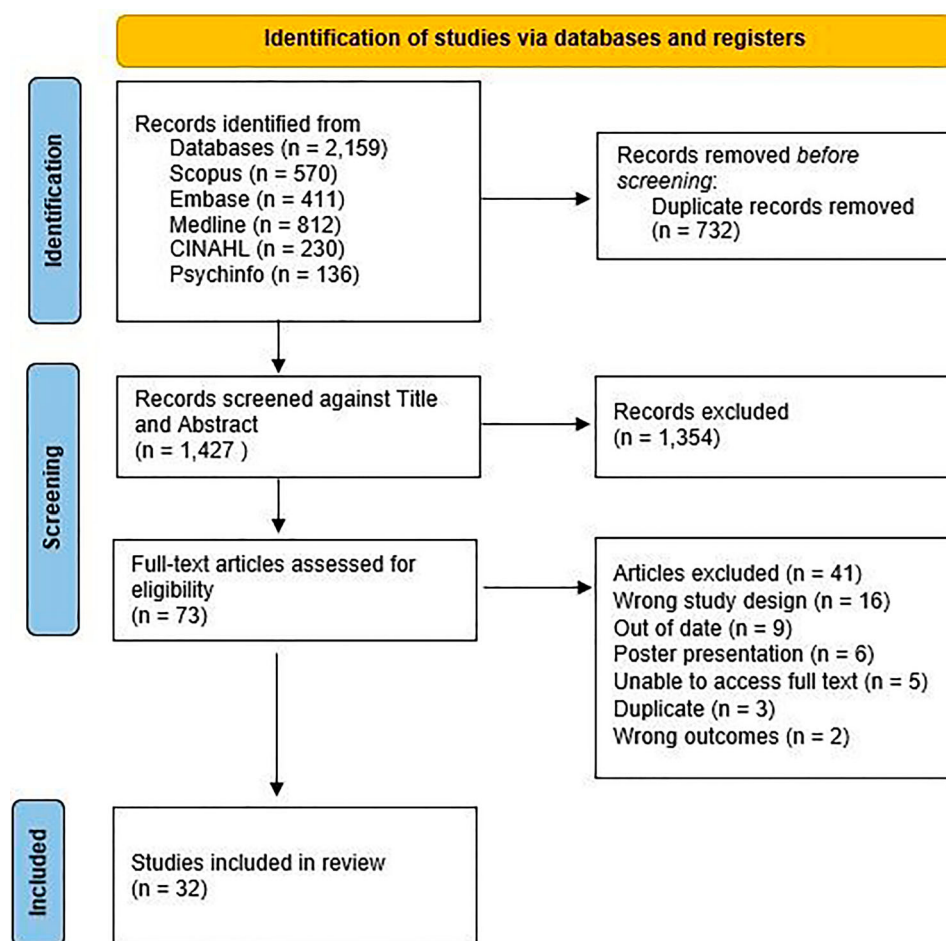 Identification of studies via databases and registers
Identification
Records identified from
Databases (n = 2,159)
Scopus (n = 570)
Embase (n = 411)
Medline (n = 812)
CINAHL (n = 230)
Psychinfo (n = 136)
Records removed before
screening:
Duplicate records removed
(n = 732)
Screening
Records screened against Title
and Abstract
(n = 1,427 )
Records excluded
(n = 1,354)
Full-text articles assessed for
eligibility
(n = 73)
Articles excluded (n = 41)
Wrong study design (n = 16)
Out of date (n = 9)
Poster presentation (n = 6)
Unable to access full text (n = 5)
Duplicate (n = 3)
Wrong outcomes (n = 2)
Included
Studies included in review
(n = 32)